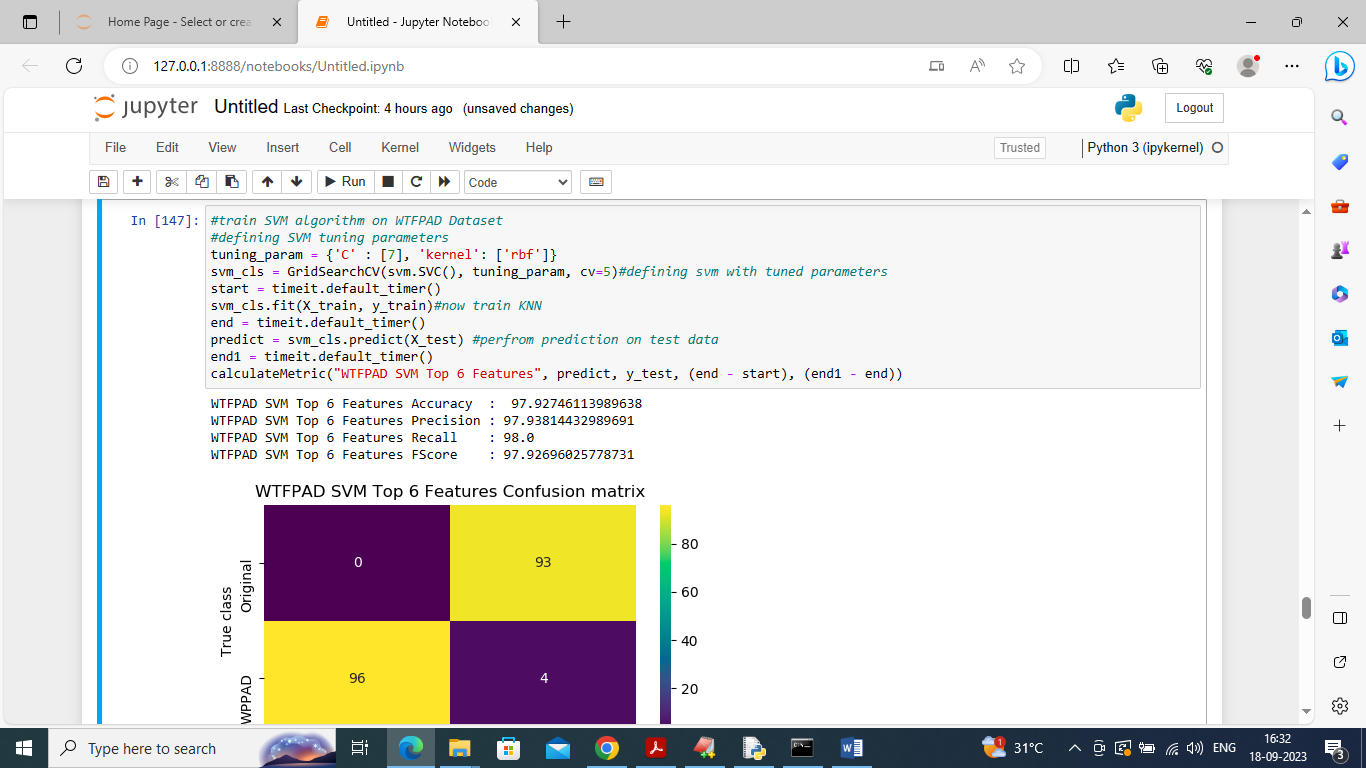 Home Page - Select or crea
Untitled - Jupyter Noteboo
127.0.0.1:8888/notebooks/Untitled.ipynb
jupyter Untitled Last Checkpoint: 4 hours ago (unsaved changes)
Logout
File Edit View Insert Cell Kernel Widgets Help
Trusted
Python 3 (ipykernel)
Run
Code
In [147]:
#train SVM algorithm on WTFPAD Dataset
#defining SVM tuning parameters
tuning_param = {'C' : [7], 'kernel': ['rbf']}
svm_cls = GridSearchCV(svm.SVC(), tuning_param, cv=5)#defining svm with tuned parameters
start = timeit.default_timer()
svm_cls.fit(X_train, y_train)#now train KNN
end = timeit.default_timer()
predict = svm_cls.predict(X_test) #perfrom prediction on test data
end1 = timeit.default_timer()
calculateMetric("WTFPAD SVM Top 6 Features", predict, y_test, (end - start), (end1 - end))
WTFPAD SVM Top 6 Features Accuracy  :  97.92746113989638
WTFPAD SVM Top 6 Features Precision : 97.93814432989691
WTFPAD SVM Top 6 Features Recall    : 98.0
WTFPAD SVM Top 6 Features FScore    : 97.92696025778731
WTFPAD SVM Top 6 Features Confusion matrix
True class
Original
WPPAD
0
93
96
4
80
60
40
20
Type here to search
1
31°C
ENG
16:32
18-09-2023
3